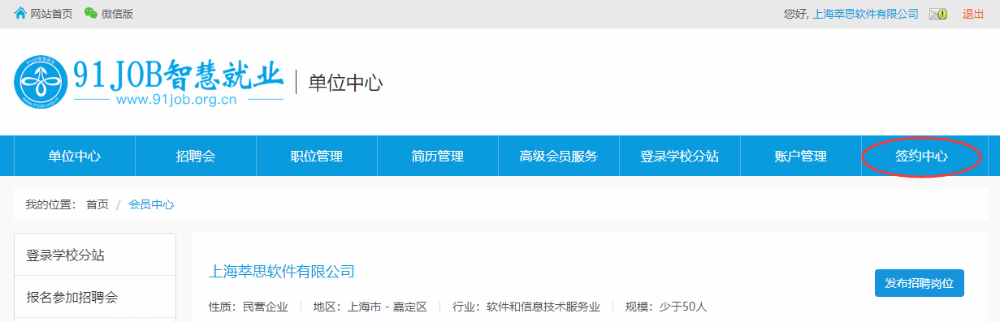 网站首页 微信版 您好, 上海萃思软件有限公司 退出
91JOB智慧就业 单位中心
www.91job.org.cn
单位中心 招聘会 职位管理 简历管理 高级会员服务 登录学校分站 账户管理 签约中心
我的位置： 首页 / 会员中心
登录学校分站
上海萃思软件有限公司
发布招聘岗位
报名参加招聘会
性质：民营企业 地区：上海市 - 嘉定区 行业：软件和信息技术服务业 规模：少于50人